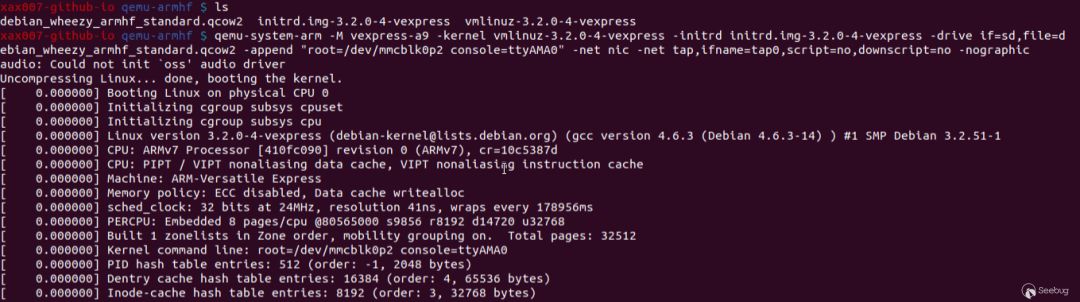 xax007-github-io qemu-armhf $ ls
debian_wheezy_armhf_standard.qcow2  initrd.img-3.2.0-4-vexpress  vmlinuz-3.2.0-4-vexpress
xax007-github-io qemu-armhf $ qemu-system-arm -M vexpress-a9 -kernel vmlinuz-3.2.0-4-vexpress -initrd initrd.img-3.2.0-4-vexpress -drive if=sd,file=d
ebian_wheezy_armhf_standard.qcow2 -append "root=/dev/mmcblk0p2 console=ttyAMA0" -net nic -net tap,ifname=tap0,script=no,downscript=no -nographic
audio: Could not init `oss' audio driver
Uncompressing Linux... done, booting the kernel.
[    0.000000] Booting Linux on physical CPU 0
[    0.000000] Initializing cgroup subsys cpuset
[    0.000000] Initializing cgroup subsys cpu
[    0.000000] Linux version 3.2.0-4-vexpress (debian-kernel@lists.debian.org) (gcc version 4.6.3 (Debian 4.6.3-14) ) #1 SMP Debian 3.2.51-1
[    0.000000] CPU: ARMv7 Processor [410fc090] revision 0 (ARMv7), cr=10c5387d
[    0.000000] CPU: PIPT / VIPT nonaliasing data cache, VIPT nonaliasing instruction cache
[    0.000000] Machine: ARM-Versatile Express
[    0.000000] Memory policy: ECC disabled, Data cache writealloc
[    0.000000] sched_clock: 32 bits at 24MHz, resolution 41ns, wraps every 178956ms
[    0.000000] PERCPU: Embedded 8 pages/cpu @80565000 s9856 r8192 d14720 u32768
[    0.000000] Built 1 zonelists in Zone order, mobility grouping on.  Total pages: 32512
[    0.000000] Kernel command line: root=/dev/mmcblk0p2 console=ttyAMA0
[    0.000000] PID hash table entries: 512 (order: -1, 2048 bytes)
[    0.000000] Dentry cache hash table entries: 16384 (order: 4, 65536 bytes)
[    0.000000] Inode-cache hash table entries: 8192 (order: 3, 32768 bytes)
Seebug